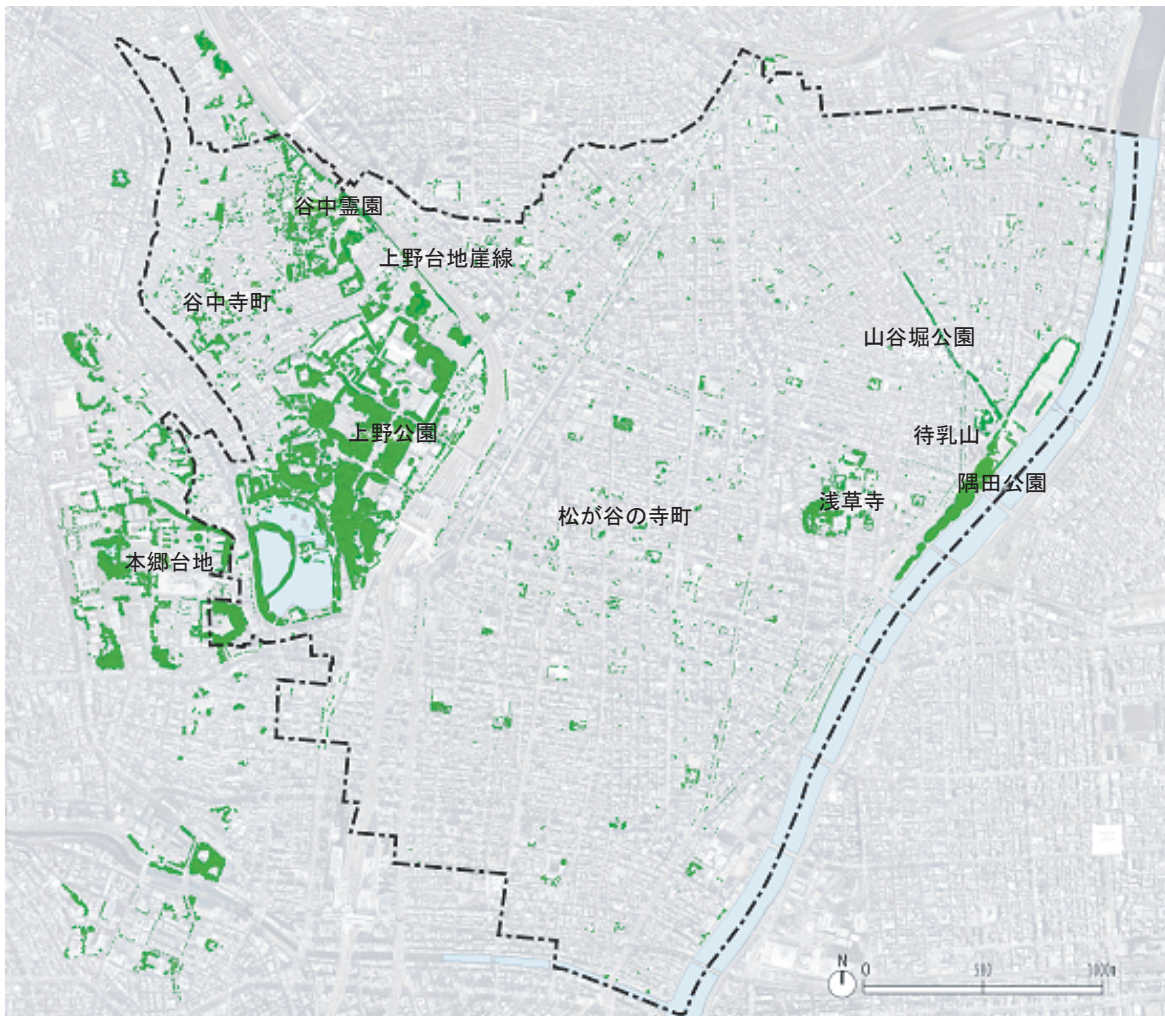 谷中霊園
上野台地崖線
谷中寺町
山谷堀公園
上野公園
待乳山
隅田公園
浅草寺
松が谷の寺町
本郷台地
N
0 500 1000m